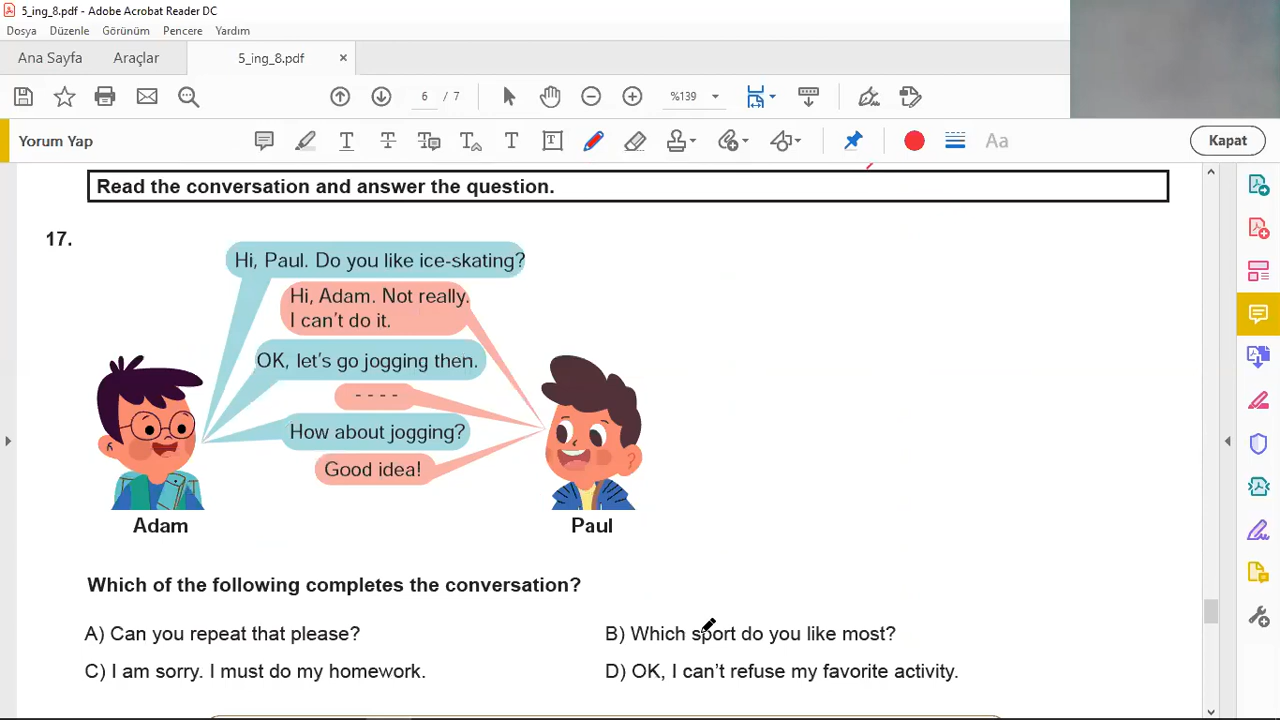 5_ing_8.pdf - Adobe Acrobat Reader DC
Dosya Düzenle Görünüm Pencere Yardım
Ana Sayfa Araçlar 5_ing_8.pdf ×
6 / 7 %139
Yorum Yap T T T T T T Aa Kapat
Read the conversation and answer the question.
17.
Hi, Paul. Do you like ice-skating?
Hi, Adam. Not really.
I can't do it.
OK, let's go jogging then.
- - - -
How about jogging?
Good idea!
Adam Paul
Which of the following completes the conversation?
A) Can you repeat that please? B) Which sport do you like most?
C) I am sorry. I must do my homework. D) OK, I can't refuse my favorite activity.